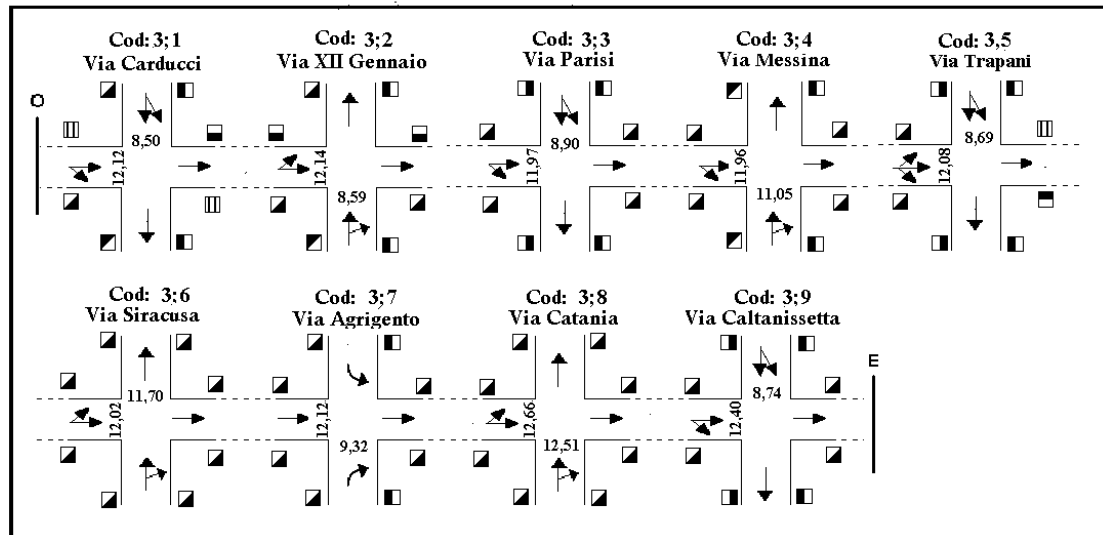 Cod: 3;1
Via Carducci
Cod: 3;2
Via XII Gennaio
Cod: 3;3
Via Parisi
Cod: 3;4
Via Messina
Cod: 3,5
Via Trapani
O
8,50
12,12
12,14
8,59
11,97
8,90
11,96
11,05
12,08
8,69
Cod: 3;6
Via Siracusa
Cod: 3;7
Via Agrigento
Cod: 3;8
Via Catania
Cod: 3;9
Via Caltanissetta
E
11,70
12,02
12,12
9,32
12,66
12,51
12,40
8,74